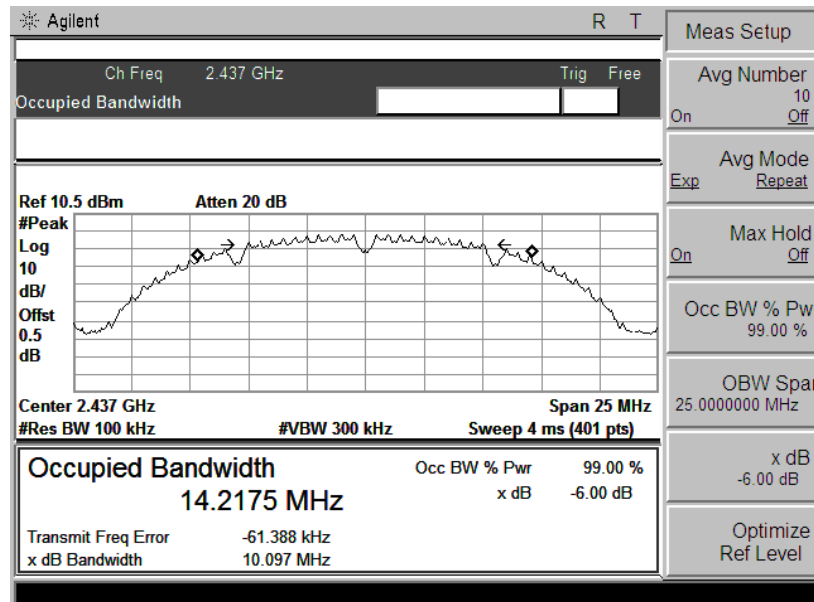 Agilent R T
Ch Freq 2.437 GHz Trig Free
Occupied Bandwidth
Ref 10.5 dBm Atten 20 dB
#Peak
Log
10
dB/
Offst
0.5
dB
Center 2.437 GHz Span 25 MHz
#Res BW 100 kHz #VBW 300 kHz Sweep 4 ms (401 pts)
Occupied Bandwidth
14.2175 MHz
Occ BW % Pwr 99.00 %
x dB -6.00 dB
Transmit Freq Error -61.388 kHz
x dB Bandwidth 10.097 MHz
Meas Setup
Avg Number
10
On Off
Avg Mode
Exp Repeat
Max Hold
On Off
Occ BW % Pw
99.00 %
OBW Spa
25.0000000 MHz
x dB
-6.00 dB
Optimize
Ref Level